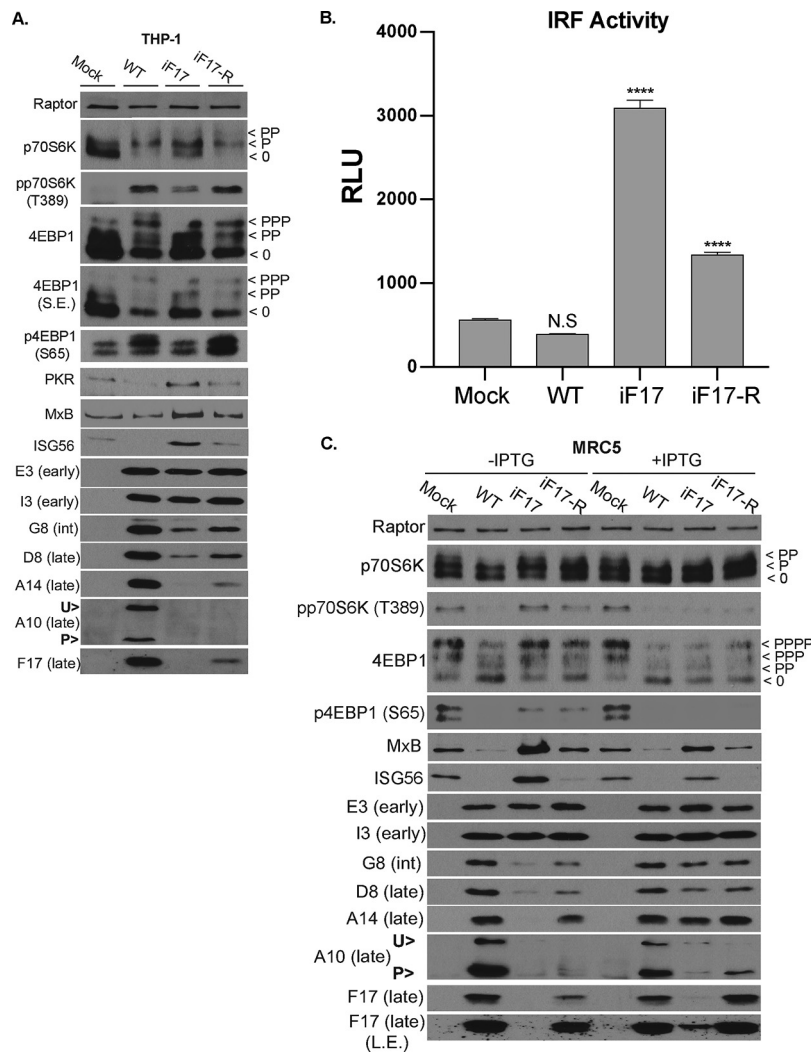 A.
THP-1
Mock WT iF17 iF17-R
Raptor
p70S6K
< PP
< P
< 0
pp70S6K
(T389)
4EBP1
< PPP
< PP
< 0
4EBP1
(S.E.)
< PPP
< PP
< 0
p4EBP1
(S65)
PKR
MxB
ISG56
E3 (early)
I3 (early)
G8 (int)
D8 (late)
A14 (late)
U>
A10 (late)
P>
F17 (late)
B.
IRF Activity
RLU
4000
3000
2000
1000
0
N.S
****
****
Mock WT iF17 iF17-R
C.
MRC5
-IPTG +IPTG
Mock WT iF17 iF17-R Mock WT iF17 iF17-R
Raptor
p70S6K
< PP
< P
< 0
pp70S6K (T389)
4EBP1
< PPPP
< PPP
< PP
< 0
p4EBP1 (S65)
MxB
ISG56
E3 (early)
I3 (early)
G8 (int)
D8 (late)
A14 (late)
U>
A10 (late)
P>
F17 (late)
F17 (late)
(L.E.)